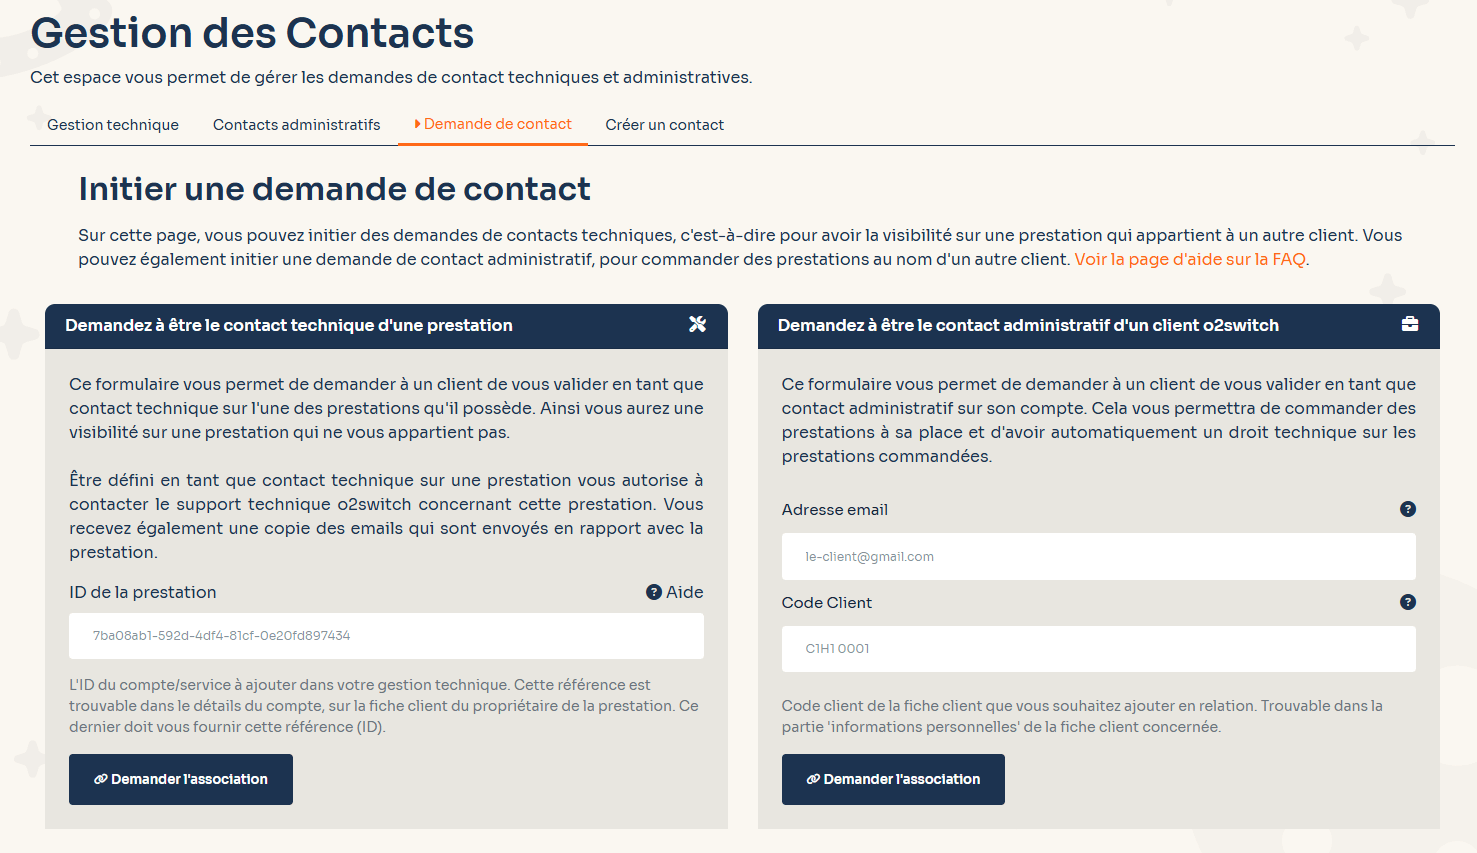 Gestion des Contacts
Cet espace vous permet de gérer les demandes de contact techniques et administratives.
Gestion technique
Contacts administratifs
Demande de contact
Créer un contact
Initier une demande de contact
Sur cette page, vous pouvez initier des demandes de contacts techniques, c'est-à-dire pour avoir la visibilité sur une prestation qui appartient à un autre client. Vous
pouvez également initier une demande de contact administratif, pour commander des prestations au nom d'un autre client. Voir la page d'aide sur la FAQ.
Demandez à être le contact technique d'une prestation
Ce formulaire vous permet de demander à un client de vous valider en tant que
contact technique sur l'une des prestations qu'il possède. Ainsi vous aurez une
visibilité sur une prestation qui ne vous appartient pas.
Être défini en tant que contact technique sur une prestation vous autorise à
contacter le support technique o2switch concernant cette prestation. Vous
recevez également une copie des emails qui sont envoyés en rapport avec la
prestation.
ID de la prestation
? Aide
7ba08ab1-592d-4df4-81cf-0e20fd897434
L'ID du compte/service à ajouter dans votre gestion technique. Cette référence est
trouvable dans le détails du compte, sur la fiche client du propriétaire de la prestation. Ce
dernier doit vous fournir cette référence (ID).
Demander l'association
Demandez à être le contact administratif d'un client o2switch
Ce formulaire vous permet de demander à un client de vous valider en tant que
contact administratif sur son compte. Cela vous permettra de commander des
prestations à sa place et d'avoir automatiquement un droit technique sur les
prestations commandées.
Adresse email
?
le-client@gmail.com
Code Client
?
C1H1 0001
Code client de la fiche client que vous souhaitez ajouter en relation. Trouvable dans la
partie 'informations personnelles' de la fiche client concernée.
Demander l'association